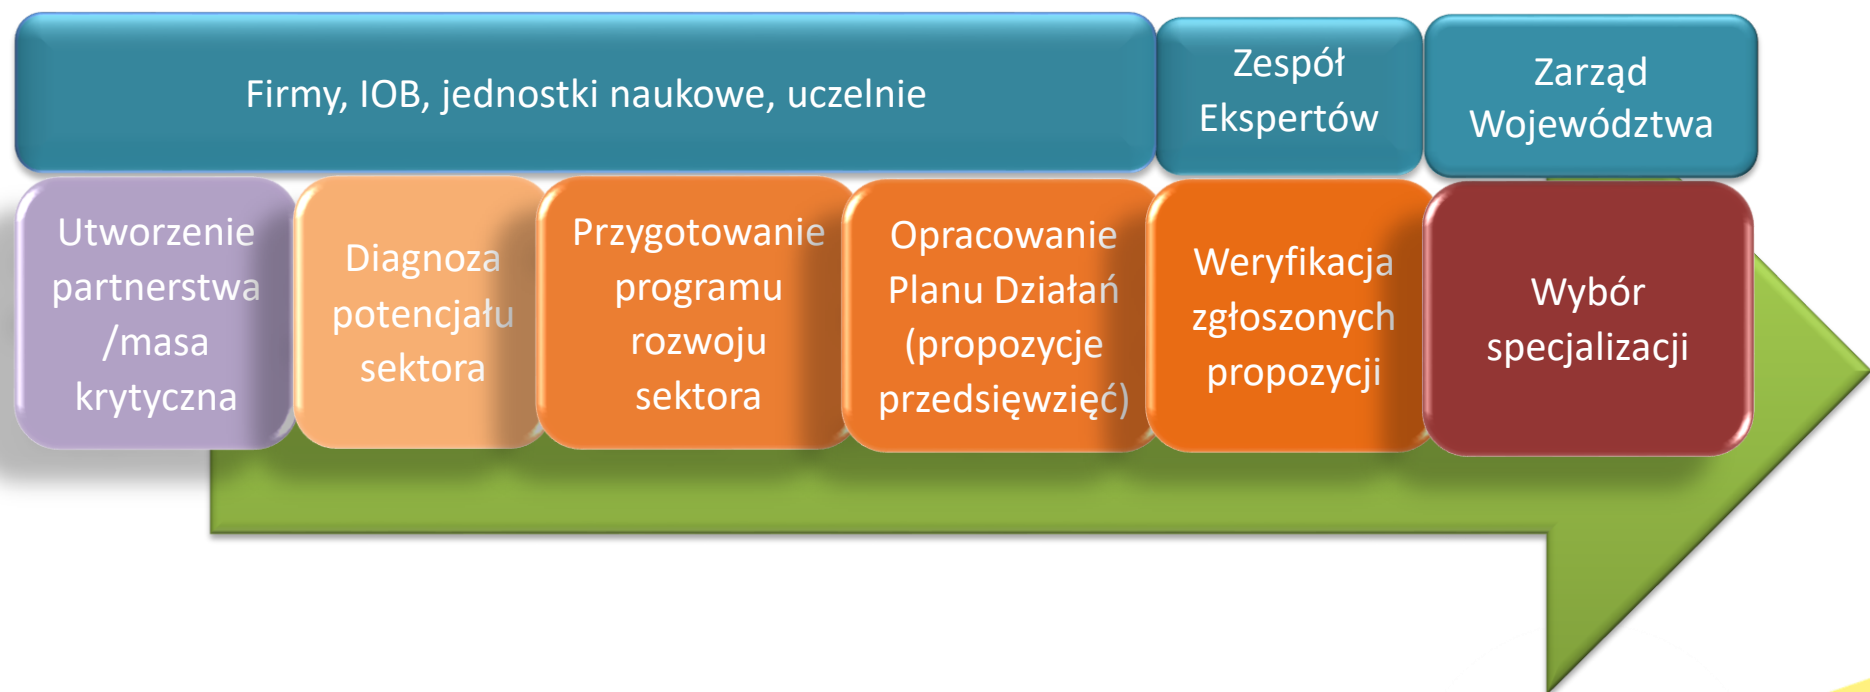 Firmy, IOB, jednostki naukowe, uczelnie
Zespół
Ekspertów
Zarząd
Województwa
Utworzenie
partnerstwa
/masa
krytyczna
Diagnoza
potencjału
sektora
Przygotowanie
programu
rozwoju
sektora
Opracowanie
Planu Działań
(propozycje
przedsięwzięć)
Weryfikacja
zgłoszonych
propozycji
Wybór
specjalizacji